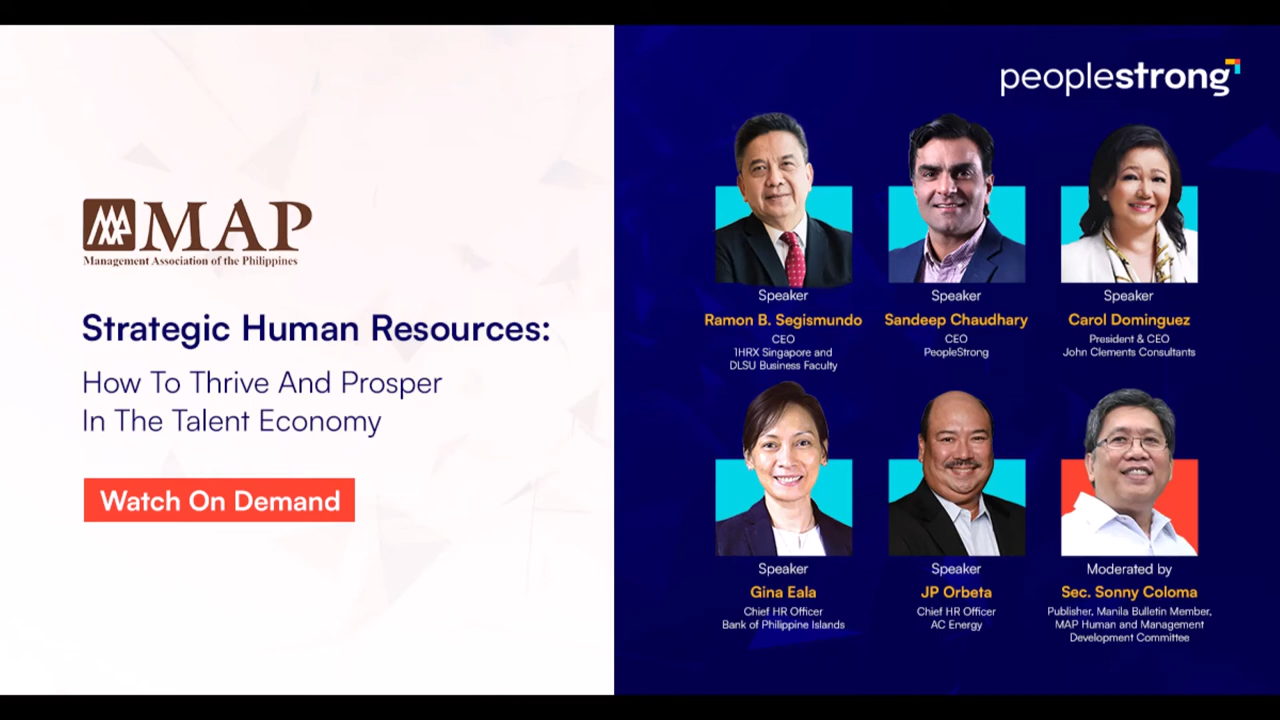 MAP
Management Association of the Philippines
Strategic Human Resources:
How To Thrive And Prosper
In The Talent Economy
Watch On Demand
peoplestrong
Speaker
Ramon B. Segismundo
CEO
1HRX Singapore and
DLSU Business Faculty
Speaker
Sandeep Chaudhary
CEO
PeopleStrong
Speaker
Carol Dominguez
President & CEO
John Clements Consultants
Speaker
Gina Eala
Chief HR Officer
Bank of Philippine Islands
Speaker
JP Orbeta
Chief HR Officer
AC Energy
Moderated by
Sec. Sonny Coloma
Publisher, Manila Bulletin Member,
MAP Human and Management
Development Committee